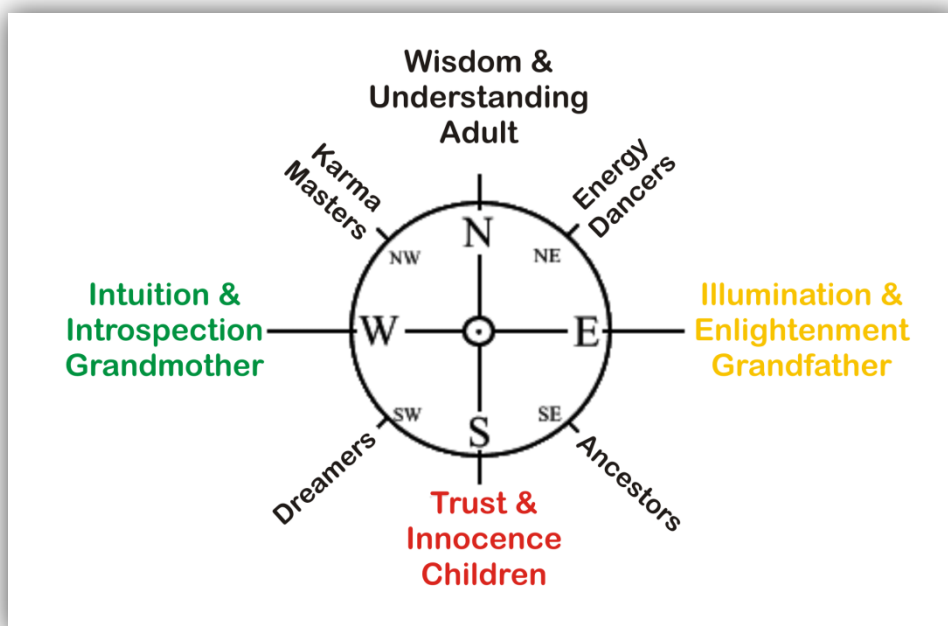 Wisdom &
Understanding
Adult
Karma
Masters
Energy
Dancers
N
NW
NE
Intuition &
Introspection
Grandmother
W
E
Illumination &
Enlightenment
Grandfather
SW
SE
S
Dreamers
Ancestors
Trust &
Innocence
Children